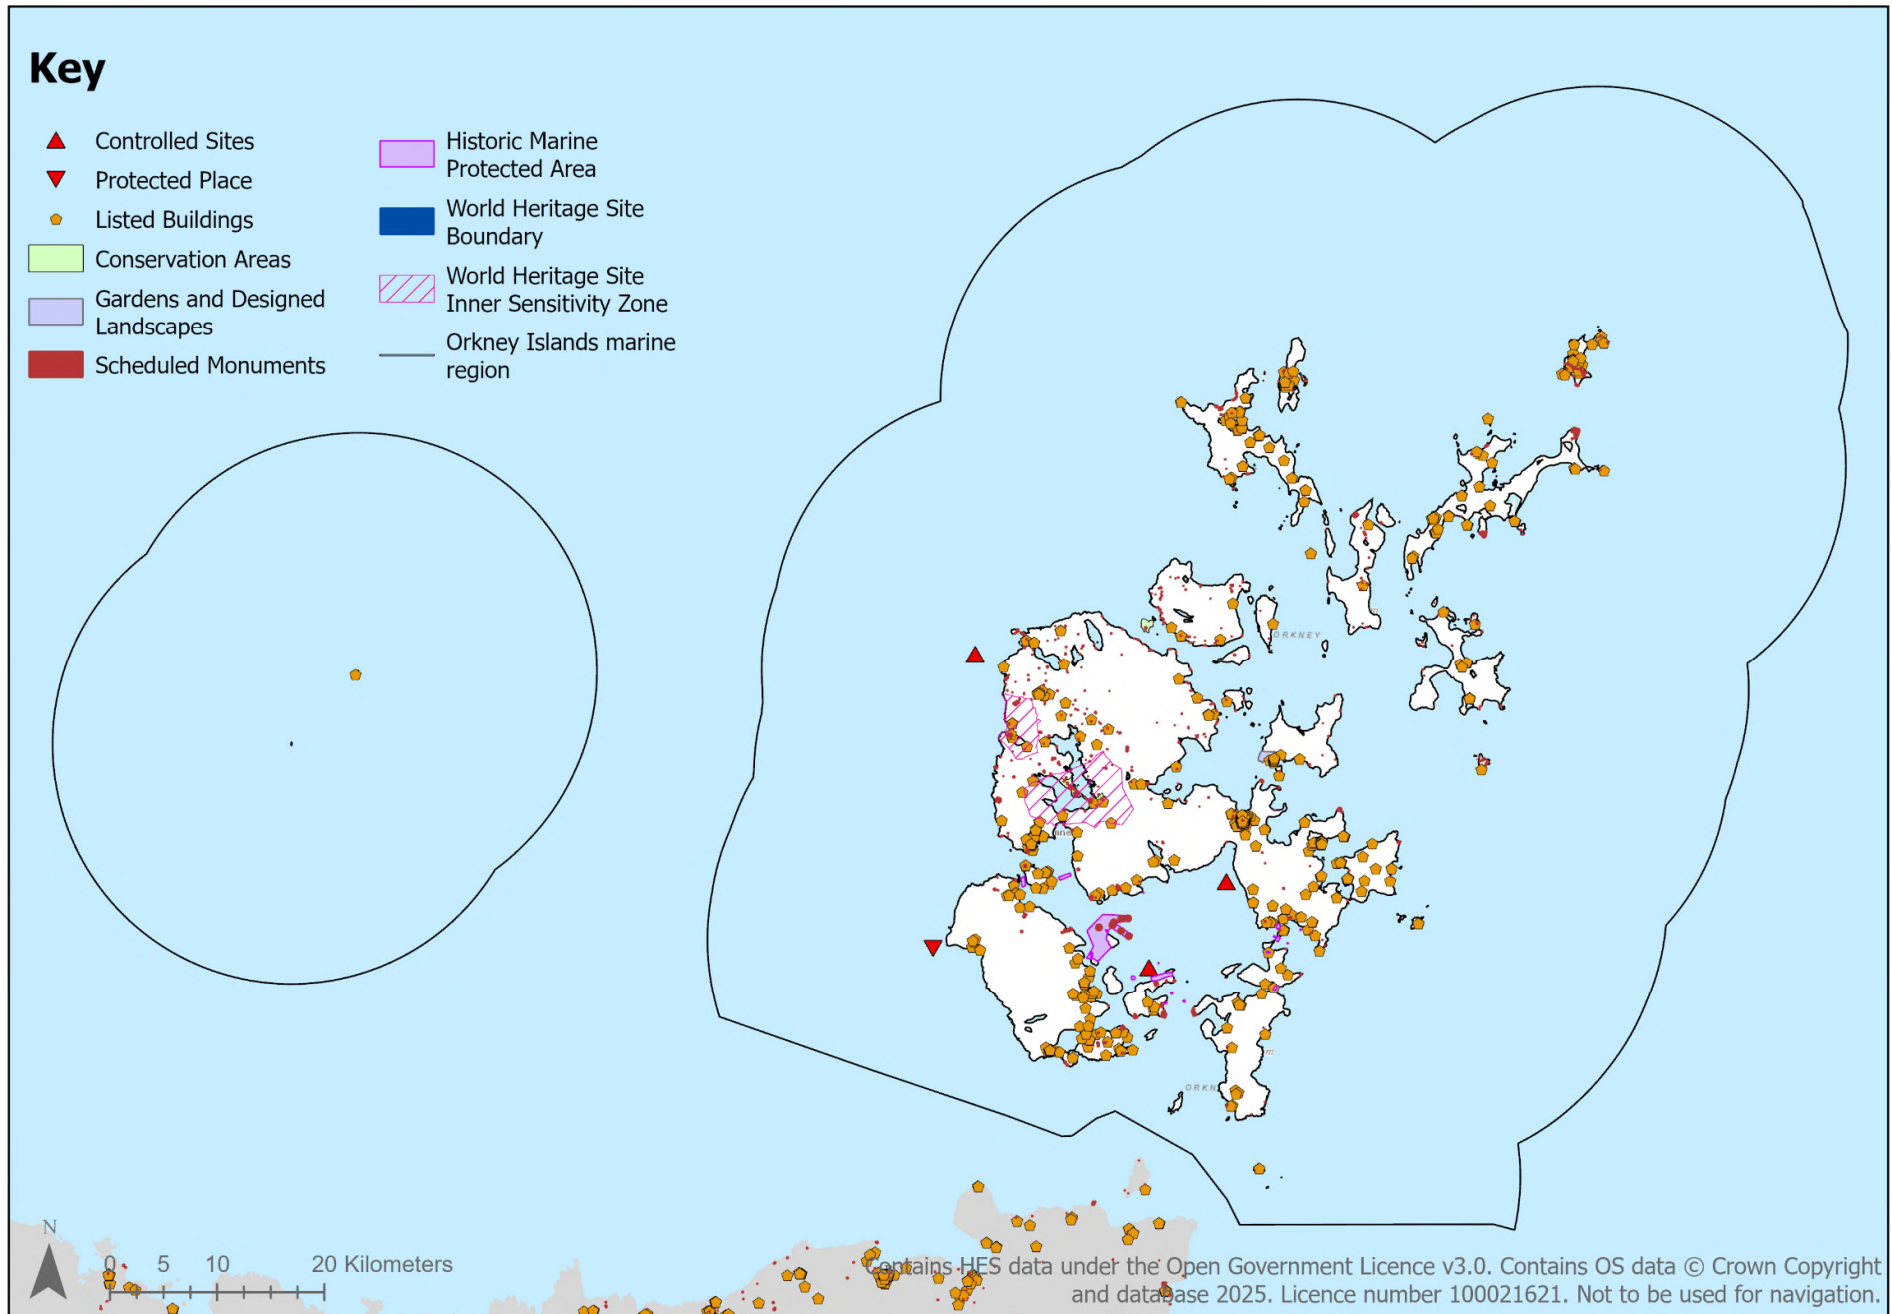 Key
Controlled Sites
Protected Place
Listed Buildings
Conservation Areas
Gardens and Designed
Landscapes
Scheduled Monuments
Historic Marine
Protected Area
World Heritage Site
Boundary
World Heritage Site
Inner Sensitivity Zone
Orkney Islands marine
region
ORKNEY
ORKN
N
0 5 10 20 Kilometers
Contains HES data under the Open Government Licence v3.0. Contains OS data © Crown Copyright
and database 2025. Licence number 100021621. Not to be used for navigation.